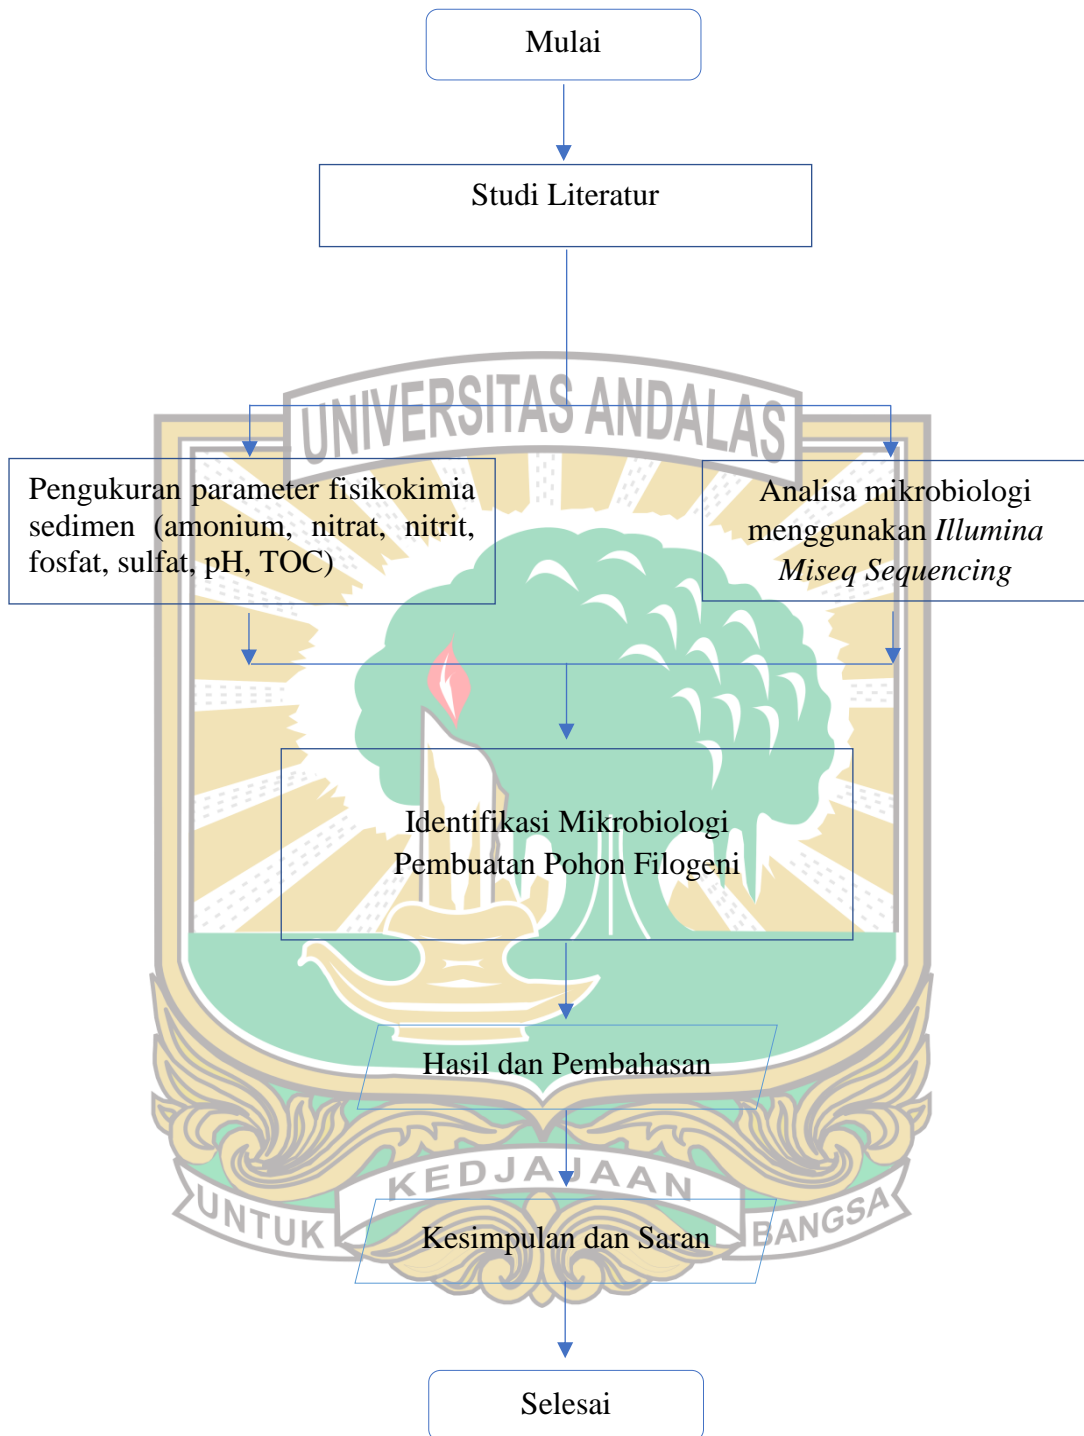 Mulai
Studi Literatur
UNIVERSITAS ANDALAS
Pengukuran parameter fisikokimia
sedimen (amonium, nitrat, nitrit,
fosfat, sulfat, pH, TOC)
Analisa mikrobiologi
menggunakan Illumina
Miseq Sequencing
Identifikasi Mikrobiologi
Pembuatan Pohon Filogeni
Hasil dan Pembahasan
UNTUK KEDJAJAAN BANGSA
Kesimpulan dan Saran
Selesai